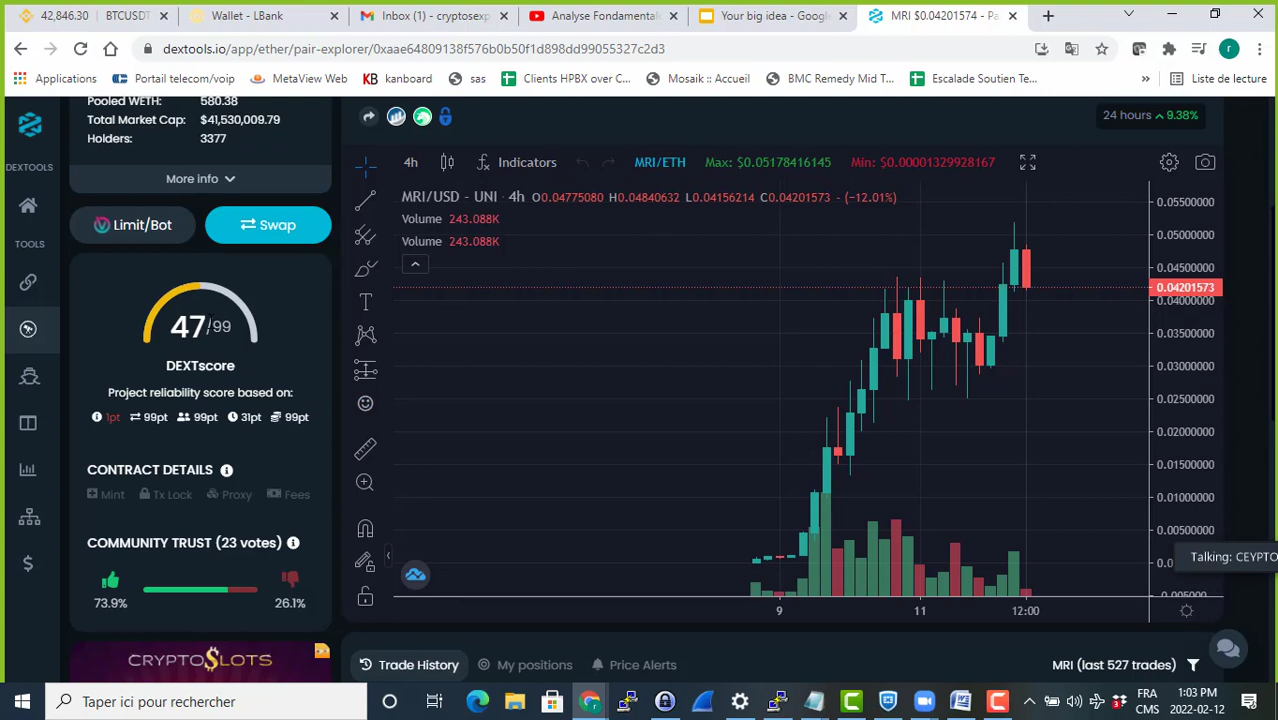 42,846.30 | BTCUSDT
Wallet - LBank
Inbox (1) - cryptosexp
Analyse Fondamental
Your big idea - Google
MRI $0.04201574 - Pa
dextools.io/app/ether/pair-explorer/0xaae64809138f576b0b50f1d898dd99055327c2d3
r
Applications
Portail telecom/voip
MetaView Web
KB kanboard
sas
Clients HPBX over C...
Mosaik :: Accueil
BMC Remedy Mid T...
Escalade Soutien Te...
»
Liste de lecture
DEXTOOLS
TOOLS
Pooled WETH: 580.38
Total Market Cap: $41,530,009.79
Holders: 3377
More info
Limit/Bot
Swap
47/99
DEXTscore
Project reliability score based on:
1pt 99pt 99pt 31pt 99pt
CONTRACT DETAILS
Mint Tx Lock Proxy Fees
COMMUNITY TRUST (23 votes)
73.9% 26.1%
CRYPTO$LOTS
24 hours 9.38%
4h
Indicators
MRI/ETH
Max: $0.05178416145
Min: $0.00001329928167
MRI/USD - UNI · 4h O0.04775080 H0.04840632 L0.04156214 C0.04201573 - (−12.01%)
Volume 243.088K
Volume 243.088K
0.05500000
0.05000000
0.04500000
0.04201573
0.04000000
0.03500000
0.03000000
0.02500000
0.02000000
0.01500000
0.01000000
0.00500000
0.0
-0.005000
Talking: CEYPTO
9 11 12:00
Trade History
My positions
Price Alerts
MRI (last 527 trades)
Taper ici pour rechercher
FRA
CMS
1:03 PM
2022-02-12